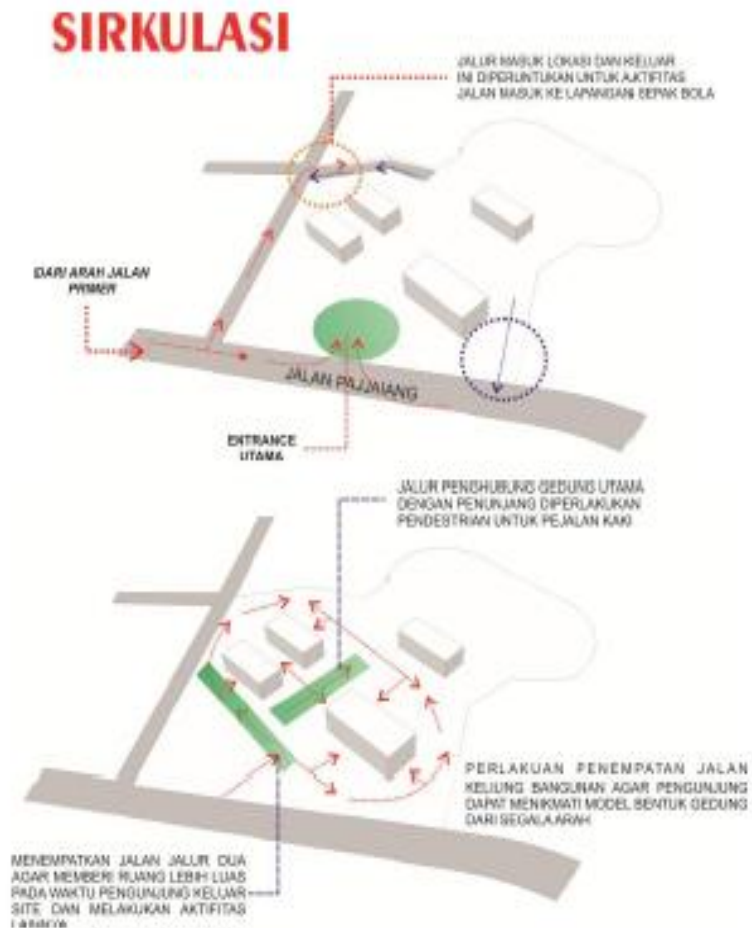 SIRKULASI
JALUR MASUK LOKASI DAN KELUAR
INI DIPERUNTUKAN UNTUK AKTIFITAS
JALAN MASUK KE LAPANGAN SEPAK BOLA
DARI ARAH JALAN
PRIMER
JALAN PAJJAIANG
ENTRANCE
UTAMA
JALUR PENGHUBUNG GEDUNG UTAMA
DENGAN PENUNJANG DIPERLAKUKAN
PENDESTRIAN UNTUK PEJALAN KAKI
PERLAKUAN PENEMPATAN JALAN
KELILING BANGUNAN AGAR PENGUNJUNG
DAPAT MENIKMATI MODEL BENTUK GEDUNG
DARI SEGALA ARAH
MENEMPATKAN JALAN JALUR DUA
AGAR MEMBERI RUANG LEBIH LUAS
PADA WAKTU PENGUNJUNG KELUAR
SITE DAN MELAKUKAN AKTIFITAS